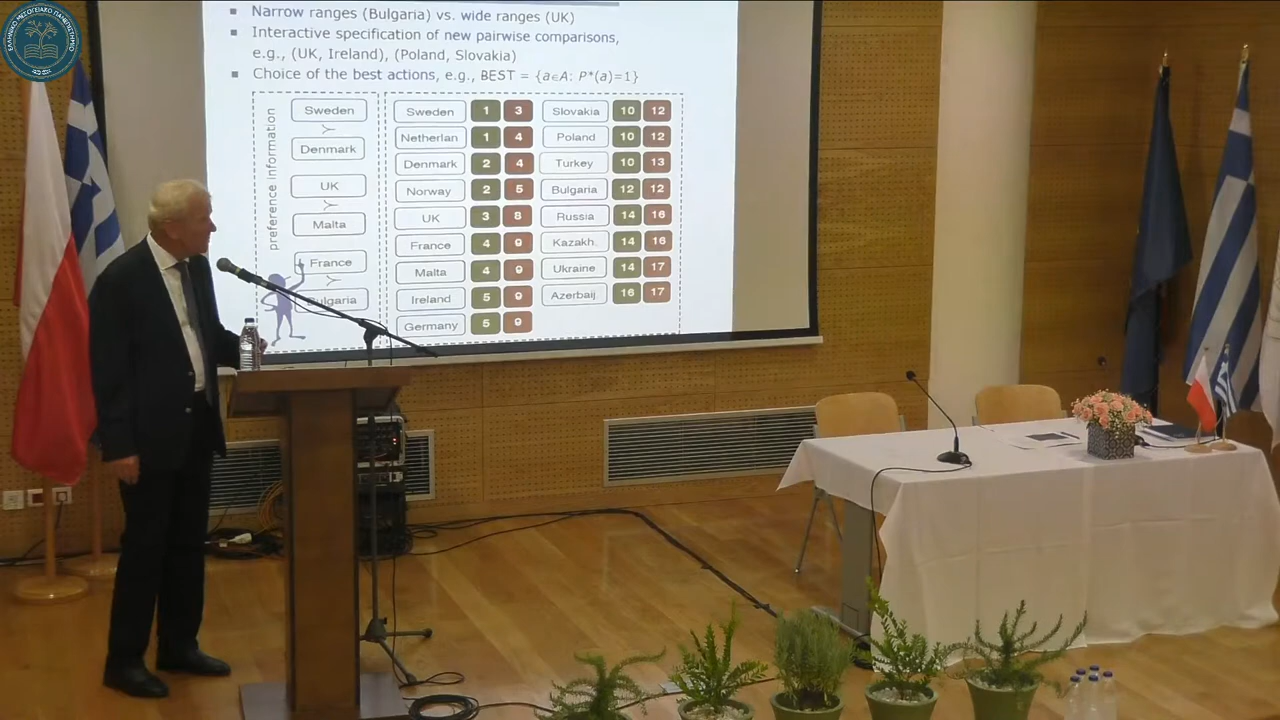 ΕΛΛΗΝΙΚΟ ΜΕΣΟΓΕΙΑΚΟ ΠΑΝΕΠΙΣΤΗΜΙΟ
Narrow ranges (Bulgaria) vs. wide ranges (UK)
Interactive specification of new pairwise comparisons,
e.g., (UK, Ireland), (Poland, Slovakia)
Choice of the best actions, e.g., BEST = {a∈A: P*(a)=1}
preference information
Sweden
≻
Denmark
UK
≻
Malta
France
≻
Bulgaria
Sweden 1 3
Netherlan 1 4
Denmark 2 4
Norway 2 5
UK 3 8
France 4 9
Malta 4 9
Ireland 5 9
Germany 5 9
Slovakia 10 12
Poland 10 12
Turkey 10 13
Bulgaria 12 12
Russia 14 16
Kazakh. 14 16
Ukraine 14 17
Azerbaij 16 17